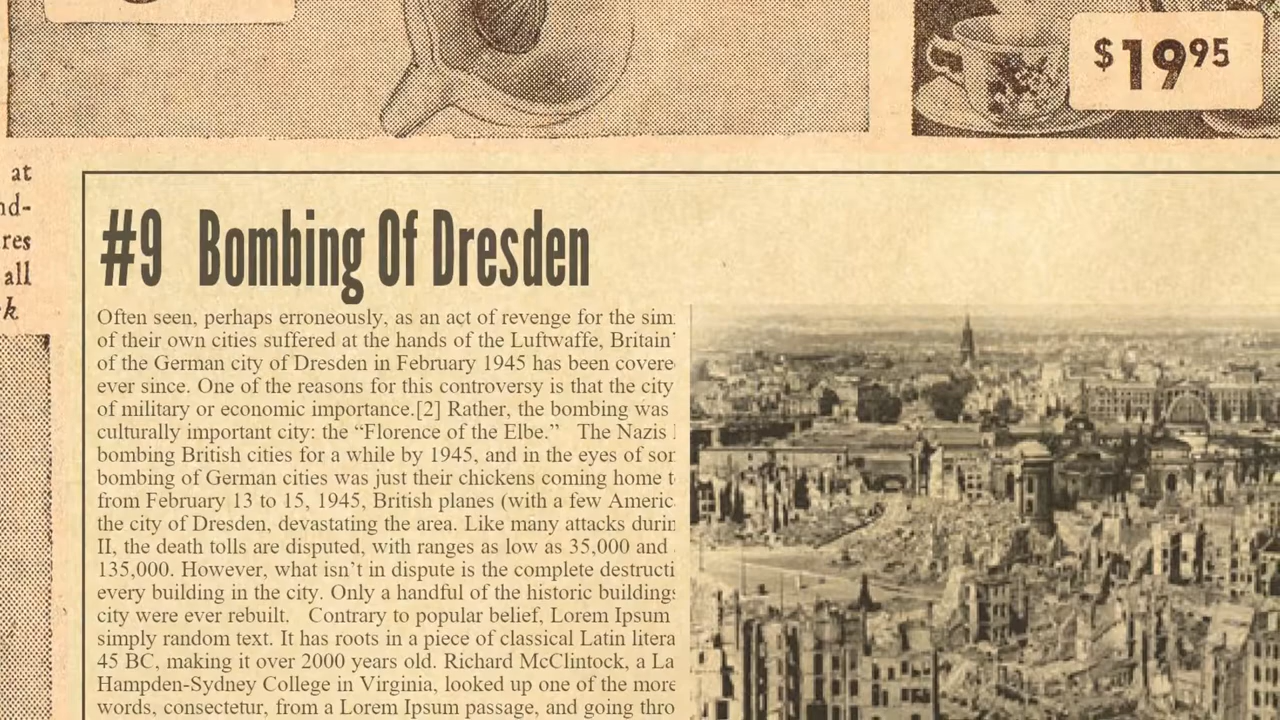 $19.95
at
nd-
res
all
k
#9 Bombing Of Dresden
Often seen, perhaps erroneously, as an act of revenge for the sim
of their own cities suffered at the hands of the Luftwaffe, Britain'
of the German city of Dresden in February 1945 has been covere
ever since. One of the reasons for this controversy is that the city
of military or economic importance.[2] Rather, the bombing was
culturally important city: the “Florence of the Elbe.” The Nazis
bombing British cities for a while by 1945, and in the eyes of sor
bombing of German cities was just their chickens coming home t
from February 13 to 15, 1945, British planes (with a few Americ
the city of Dresden, devastating the area. Like many attacks durin
II, the death tolls are disputed, with ranges as low as 35,000 and
135,000. However, what isn’t in dispute is the complete destructi
every building in the city. Only a handful of the historic buildings
city were ever rebuilt. Contrary to popular belief, Lorem Ipsum
simply random text. It has roots in a piece of classical Latin litera
45 BC, making it over 2000 years old. Richard McClintock, a La
Hampden-Sydney College in Virginia, looked up one of the more
words, consectetur, from a Lorem Ipsum passage, and going thro